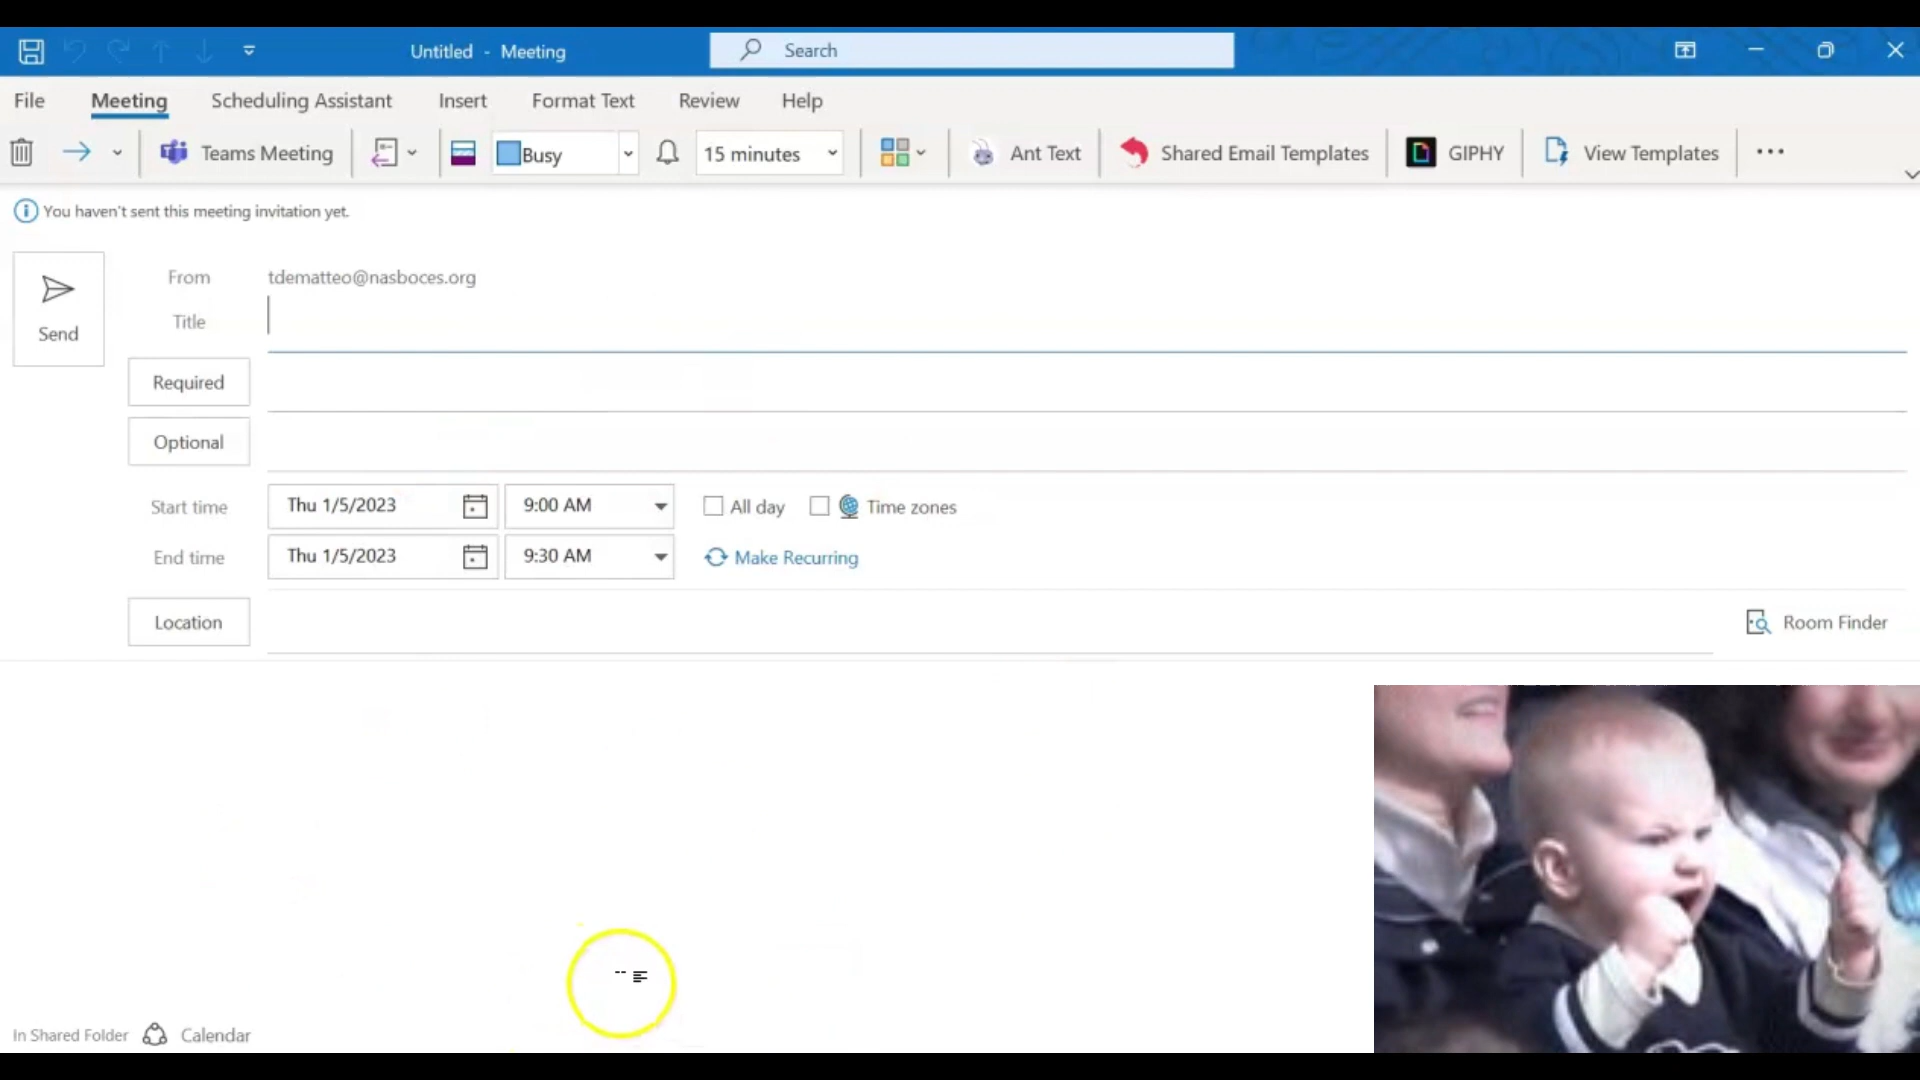 Untitled - Meeting
Search
File Meeting Scheduling Assistant Insert Format Text Review Help
Teams Meeting Busy 15 minutes Ant Text Shared Email Templates GIPHY View Templates ...
You haven't sent this meeting invitation yet.
From tdematteo@nasboces.org
Send
Title
Required
Optional
Start time Thu 1/5/2023 9:00 AM All day Time zones
End time Thu 1/5/2023 9:30 AM Make Recurring
Location Room Finder
In Shared Folder Calendar